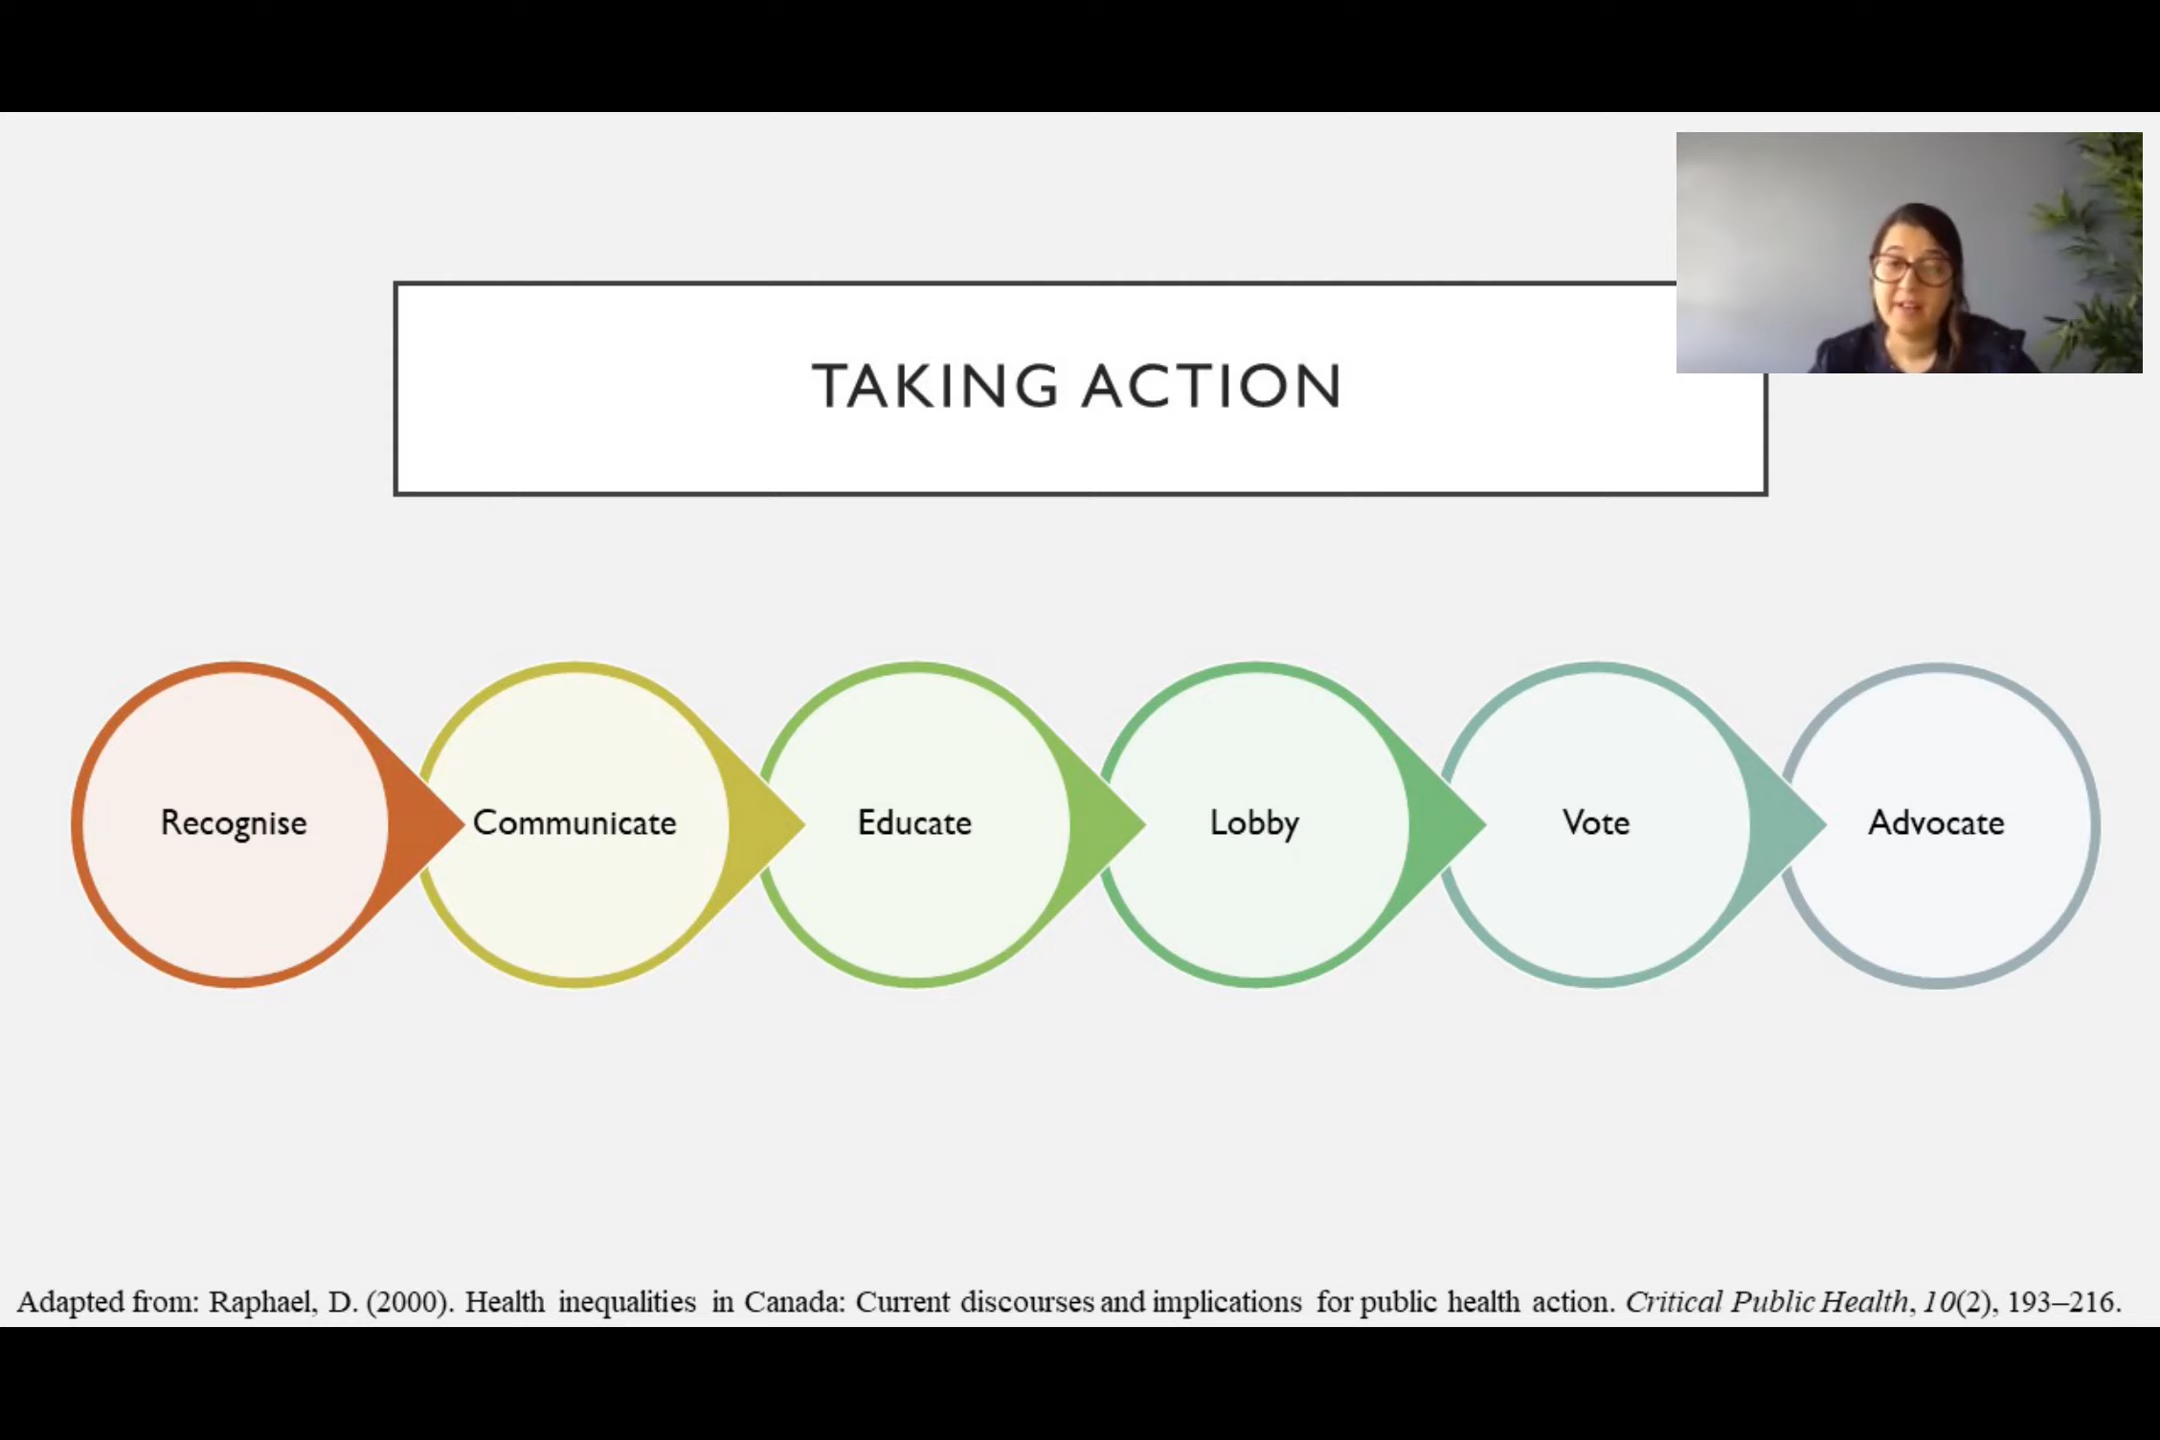 TAKING ACTION
Recognise
Communicate
Educate
Lobby
Vote
Advocate
Adapted from: Raphael, D. (2000). Health inequalities in Canada: Current discourses and implications for public health action. Critical Public Health, 10(2), 193–216.